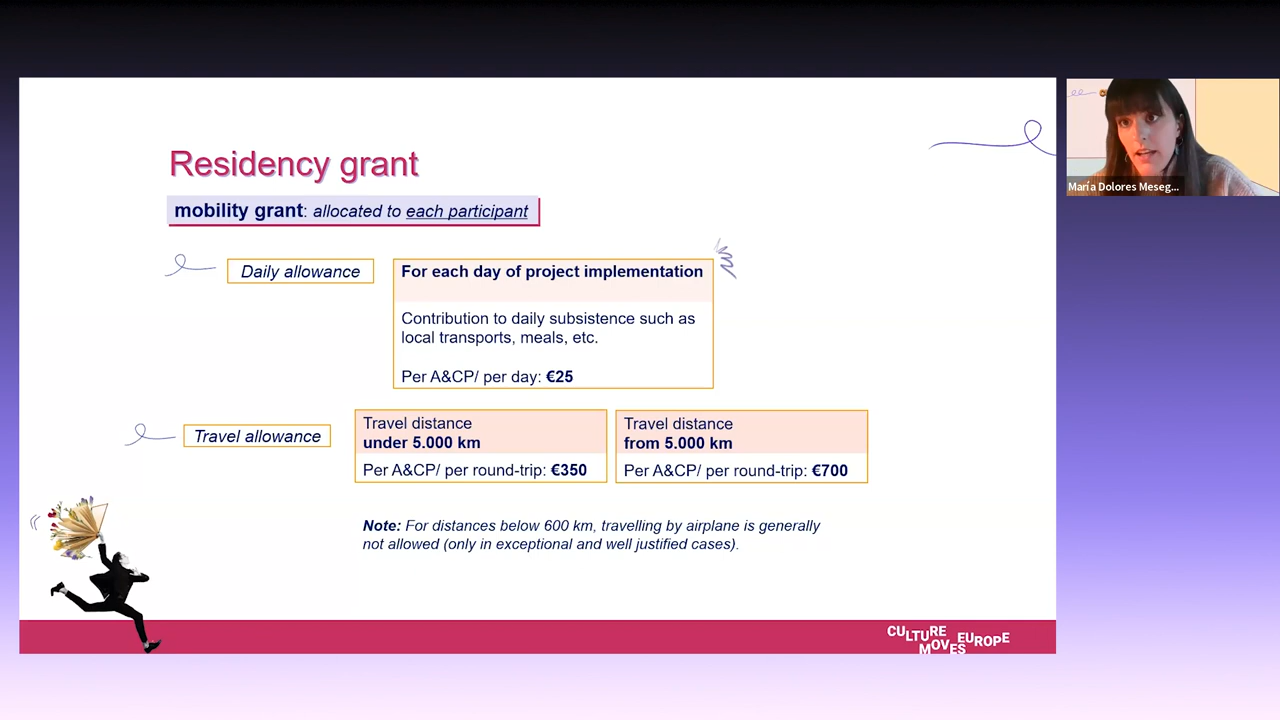 Residency grant
mobility grant: allocated to each participant
Daily allowance
For each day of project implementation
Contribution to daily subsistence such as
local transports, meals, etc.
Per A&CP/ per day: €25
Travel allowance
Travel distance
under 5.000 km
Per A&CP/ per round-trip: €350
Travel distance
from 5.000 km
Per A&CP/ per round-trip: €700
Note: For distances below 600 km, travelling by airplane is generally
not allowed (only in exceptional and well justified cases).
CULTURE
MOVES EUROPE
María Dolores Meseg...